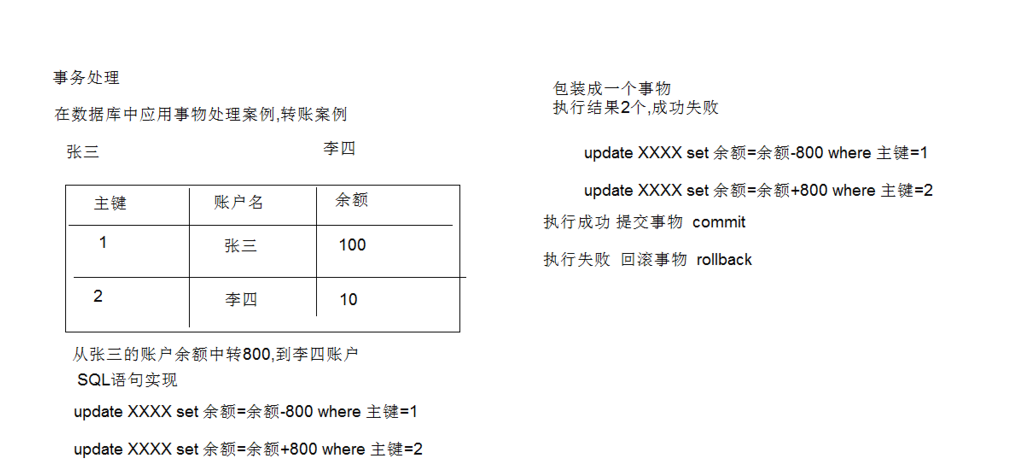 事务处理
在数据库中应用事物处理案例,转账案例
张三 李四
主键 账户名 余额
1 张三 100
2 李四 10
从张三的账户余额中转800,到李四账户
SQL语句实现
update XXXX set 余额=余额-800 where 主键=1
update XXXX set 余额=余额+800 where 主键=2
包装成一个事物
执行结果2个,成功失败
update XXXX set 余额=余额-800 where 主键=1
update XXXX set 余额=余额+800 where 主键=2
执行成功 提交事物 commit
执行失败 回滚事物 rollback